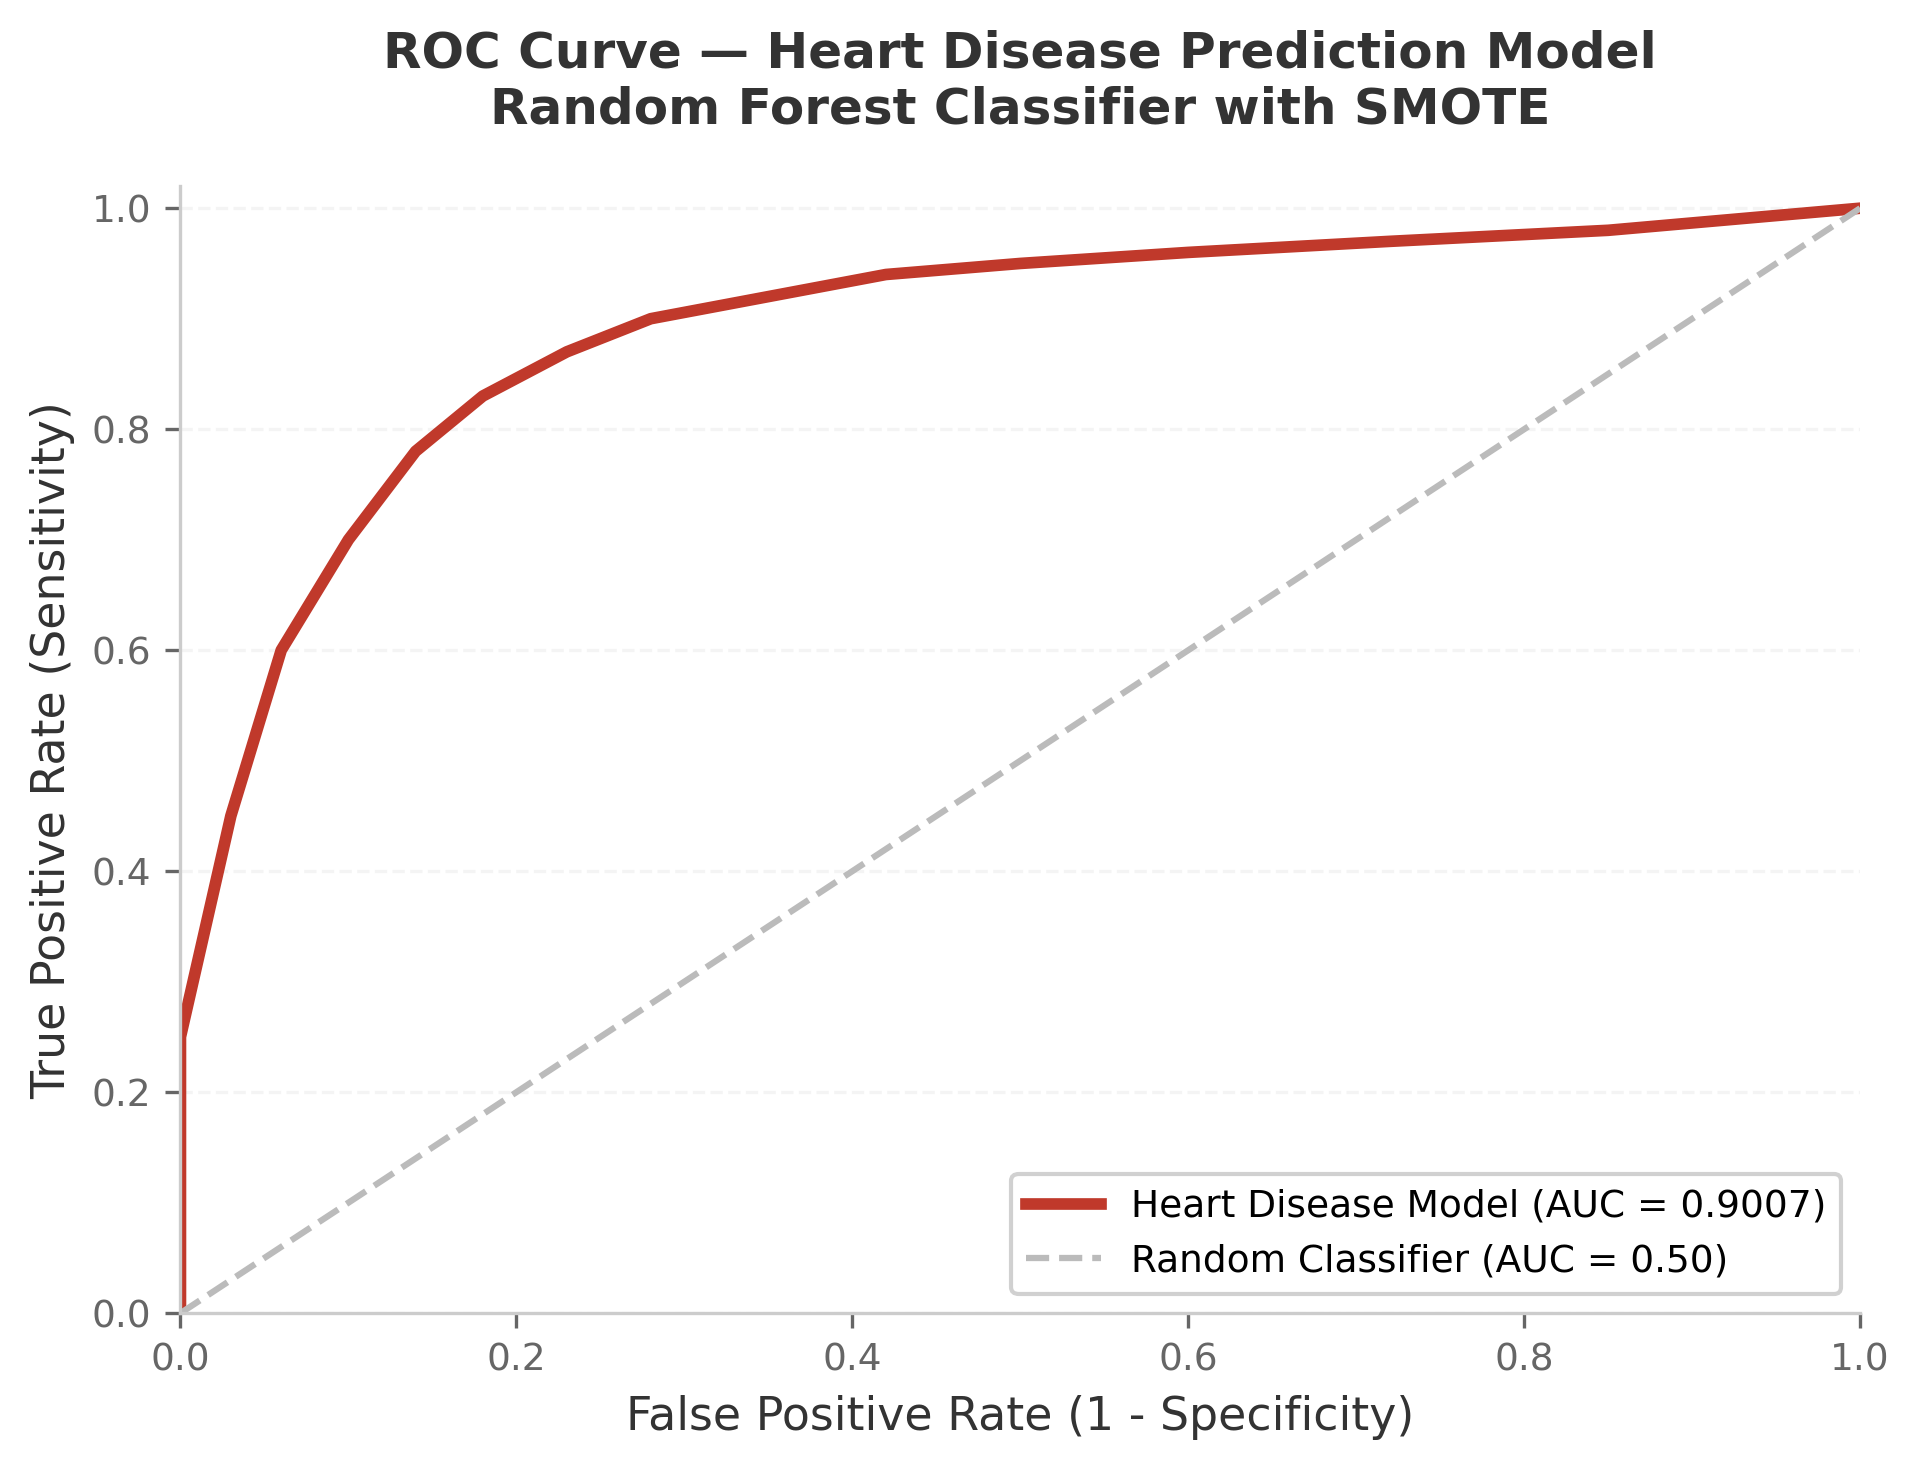 ROC Curve — Heart Disease Prediction Model
Random Forest Classifier with SMOTE
True Positive Rate (Sensitivity)
1.0
0.8
0.6
0.4
0.2
0.0
Heart Disease Model (AUC = 0.9007)
Random Classifier (AUC = 0.50)
0.0 0.2 0.4 0.6 0.8 1.0
False Positive Rate (1 - Specificity)